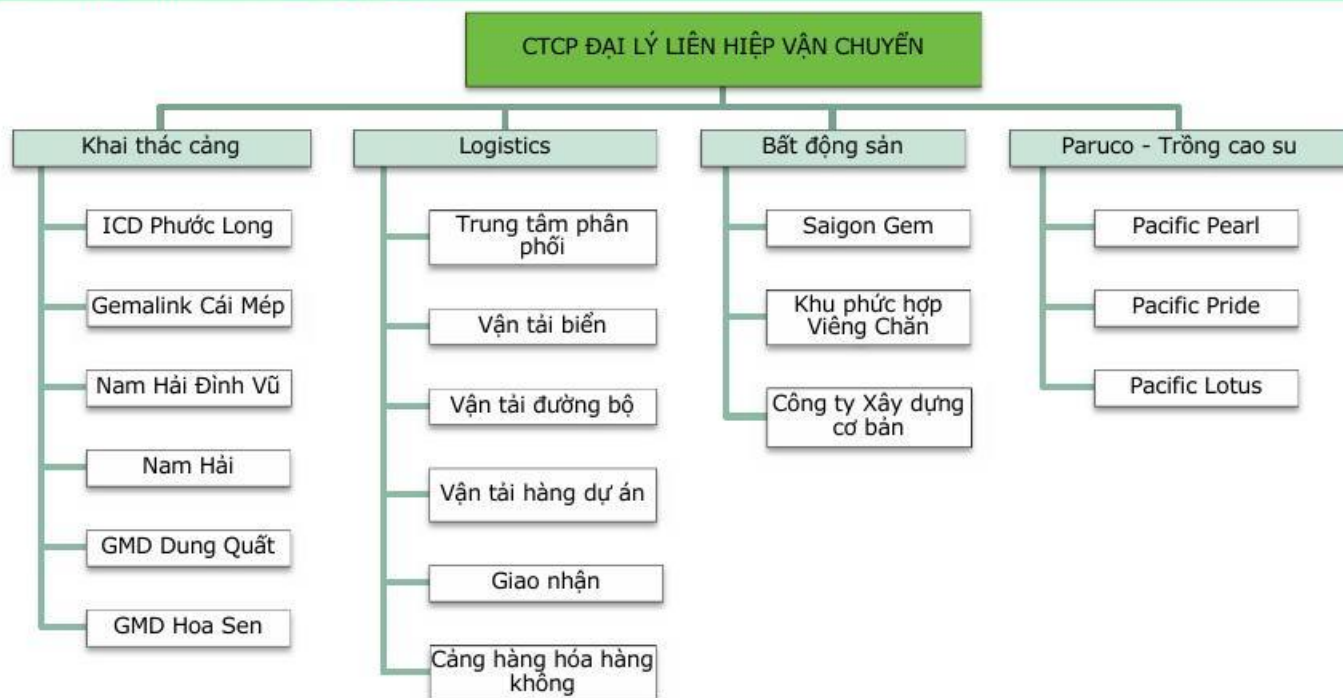 CTCP ĐẠI LÝ LIÊN HIỆP VẬN CHUYỂN
Khai thác cảng
ICD Phước Long
Gemalink Cái Mép
Nam Hải Đình Vũ
Nam Hải
GMD Dung Quất
GMD Hoa Sen
Logistics
Trung tâm phân
phối
Vận tải biển
Vận tải đường bộ
Vận tải hàng dự án
Giao nhận
Cảng hàng hóa hàng
không
Bất động sản
Saigon Gem
Khu phức hợp
Viêng Chăn
Công ty Xây dựng
cơ bản
Paruco - Trồng cao su
Pacific Pearl
Pacific Pride
Pacific Lotus